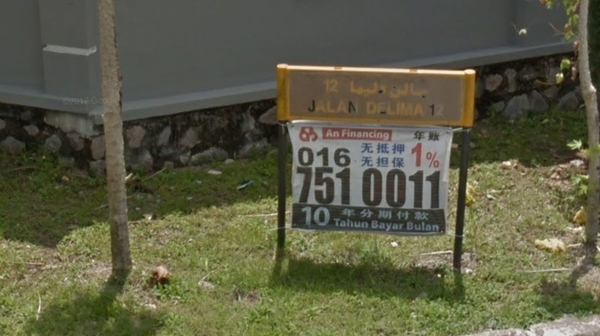 جالن دليما 12
JALAN DELIMA 12
An Financing 年账
016 无抵押 1%
无担保
751 0011
10 年分期付款
Tahun Bayar Bulan